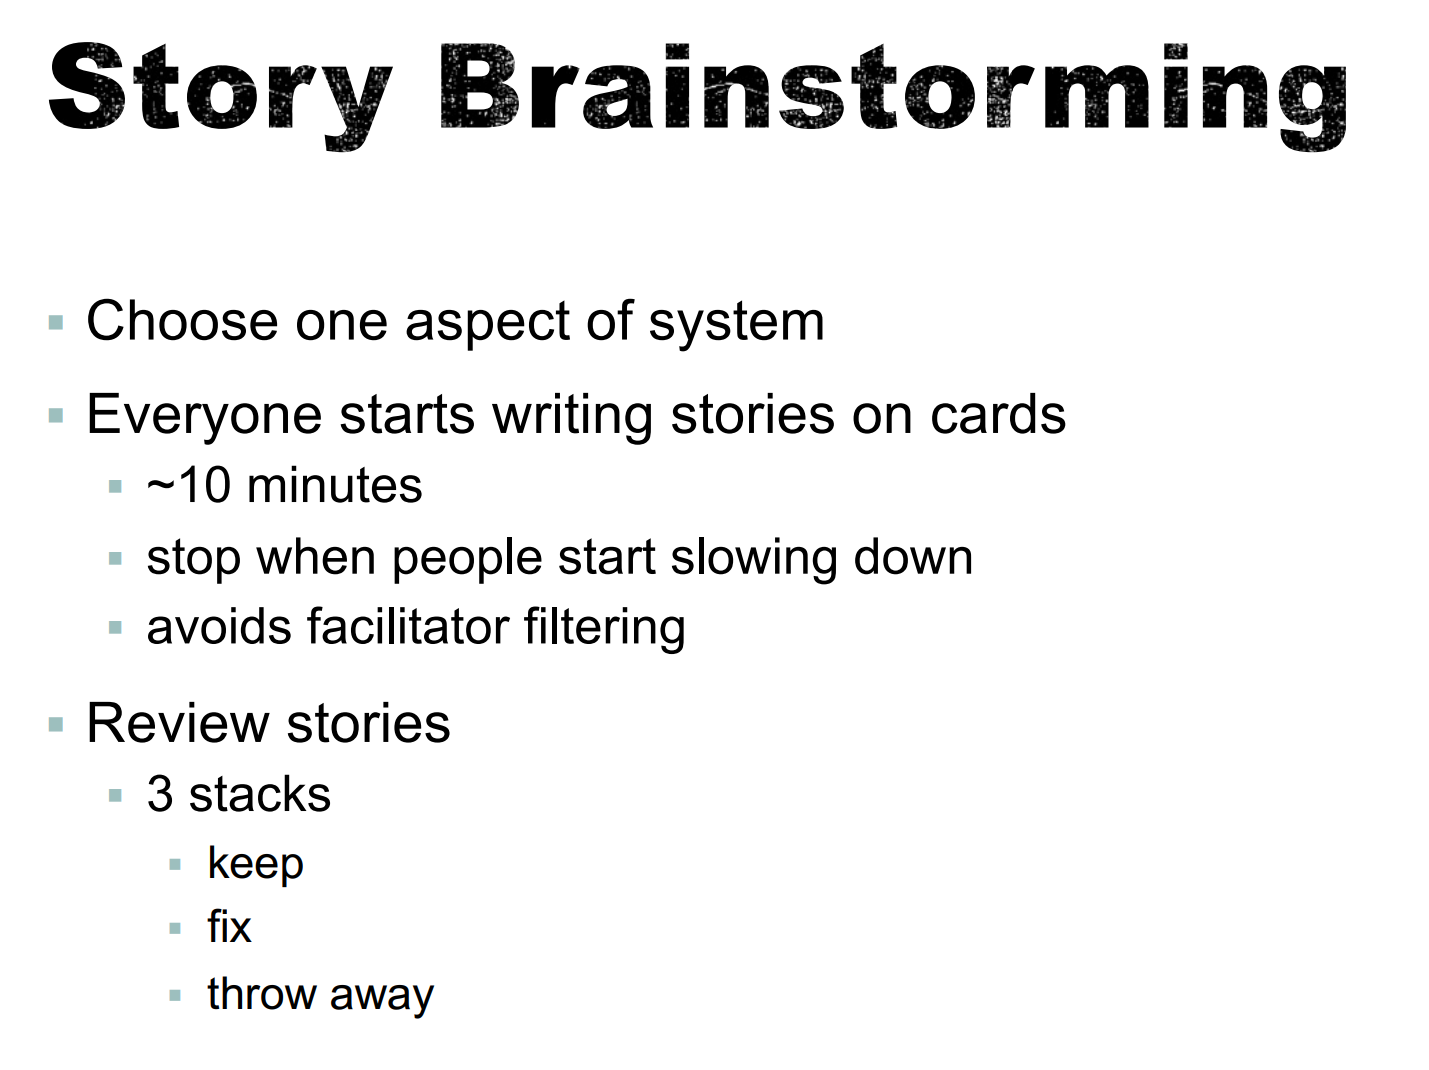 Story Brainstorming
Choose one aspect of system
Everyone starts writing stories on cards
~10 minutes
stop when people start slowing down
avoids facilitator filtering
Review stories
3 stacks
keep
fix
throw away